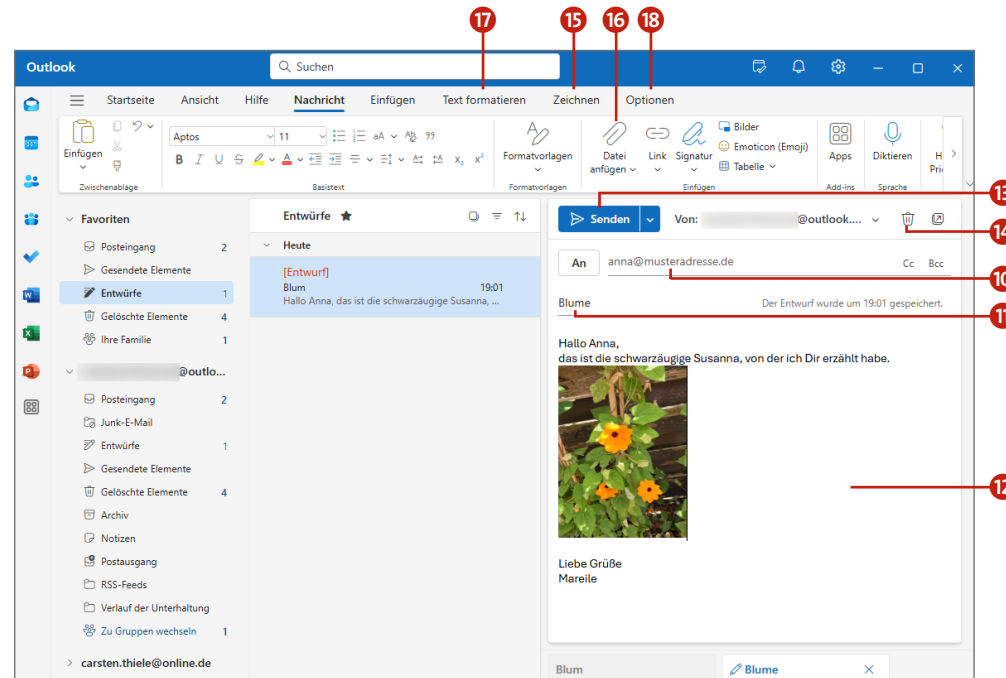 17 15 16 18
Outlook
Suchen
Startseite Ansicht Hilfe Nachricht Einfügen Text formatieren Zeichnen Optionen
Einfügen
Zwischenablage
Aptos 11
aA
F K U S
Basistext
Formatvorlagen
Formatvorlagen
Datei anfügen
Link
Signatur
Bilder
Emoticon (Emoji)
Tabelle
Einfügen
Apps
Add-ins
Diktieren
Sprache
13
14
10
11
12
Favoriten
Posteingang 2
Gesendete Elemente
Entwürfe 1
Gelöschte Elemente 4
Ihre Familie 1
@outlo...
Posteingang 2
Junk-E-Mail
Entwürfe 1
Gesendete Elemente
Gelöschte Elemente 4
Archiv
Notizen
Postausgang
RSS-Feeds
Verlauf der Unterhaltung
Zu Gruppen wechseln 1
carsten.thiele@online.de
Entwürfe
Heute
[Entwurf]
Blum 19:01
Hallo Anna, das ist die schwarzäugige Susanna, ...
Senden Von: @outlook....
An anna@musteradresse.de Cc Bcc
Blume Der Entwurf wurde um 19:01 gespeichert.
Hallo Anna,
das ist die schwarzäugige Susanna, von der ich Dir erzählt habe.
Liebe Grüße
Mareile
Blum
Blume